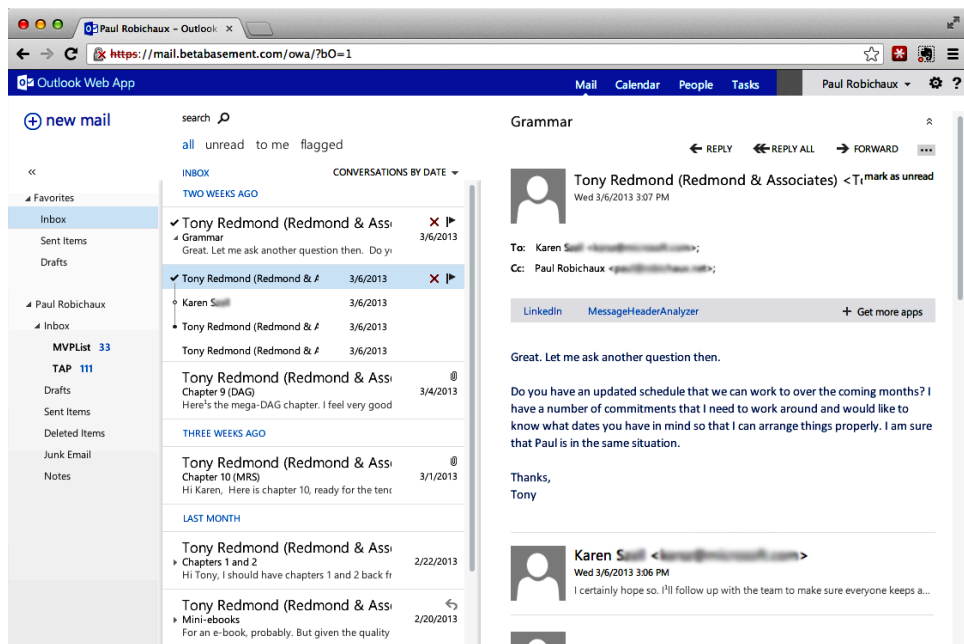 Paul Robichaux - Outlook ×
https://mail.betabasement.com/owa/?bO=1
Outlook Web App
Mail Calendar People Tasks
Paul Robichaux
?
new mail
«
Favorites
Inbox
Sent Items
Drafts
Paul Robichaux
Inbox
MVPList 33
TAP 111
Drafts
Sent Items
Deleted Items
Junk Email
Notes
search
all unread to me flagged
INBOX CONVERSATIONS BY DATE
TWO WEEKS AGO
Tony Redmond (Redmond & Asso
Grammar 3/6/2013
Great. Let me ask another question then. Do yo
Tony Redmond (Redmond & A 3/6/2013
Karen S 3/6/2013
Tony Redmond (Redmond & A 3/6/2013
Tony Redmond (Redmond & A 3/6/2013
Tony Redmond (Redmond & Asso
Chapter 9 (DAG) 3/4/2013
Here's the mega-DAG chapter. I feel very good
THREE WEEKS AGO
Tony Redmond (Redmond & Asso
Chapter 10 (MRS) 3/1/2013
Hi Karen, Here is chapter 10, ready for the tend
LAST MONTH
Tony Redmond (Redmond & Asso
Chapters 1 and 2 2/22/2013
Hi Tony, I should have chapters 1 and 2 back fr
Tony Redmond (Redmond & Asso
Mini-ebooks 2/20/2013
For an e-book, probably. But given the quality
Grammar
REPLY REPLY ALL FORWARD ...
Tony Redmond (Redmond & Associates) <To
mark as unread
Wed 3/6/2013 3:07 PM
To: Karen
Cc: Paul Robichaux
LinkedIn MessageHeaderAnalyzer + Get more apps
Great. Let me ask another question then.
Do you have an updated schedule that we can work to over the coming months? I
have a number of commitments that I need to work around and would like to
know what dates you have in mind so that I can arrange things properly. I am sure
that Paul is in the same situation.
Thanks,
Tony
Karen S
Wed 3/6/2013 3:06 PM
I certainly hope so. I'll follow up with the team to make sure everyone keeps a...